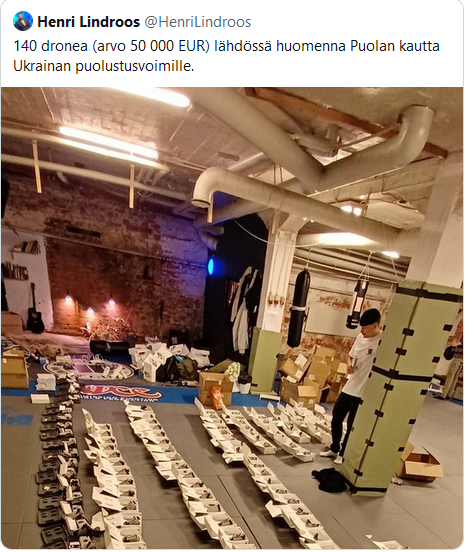 Henri Lindroos @HenriLindroos
140 dronea (arvo 50 000 EUR) lähdössä huomenna Puolan kautta
Ukrainan puolustusvoimille.